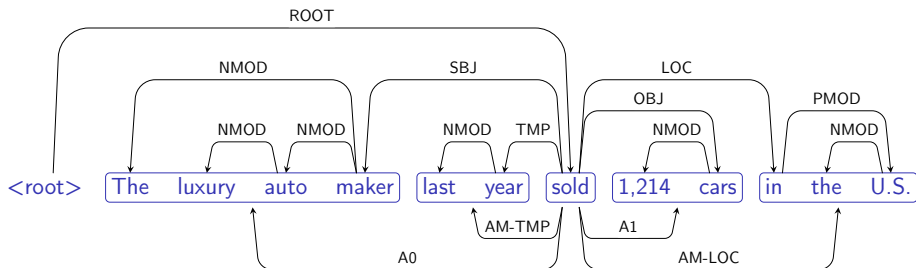 ROOT
NMOD SBJ LOC
OBJ PMOD
NMOD NMOD NMOD TMP NMOD NMOD
<root> The luxury auto maker last year sold 1,214 cars in the U.S.
AM-TMP A1
A0 AM-LOC